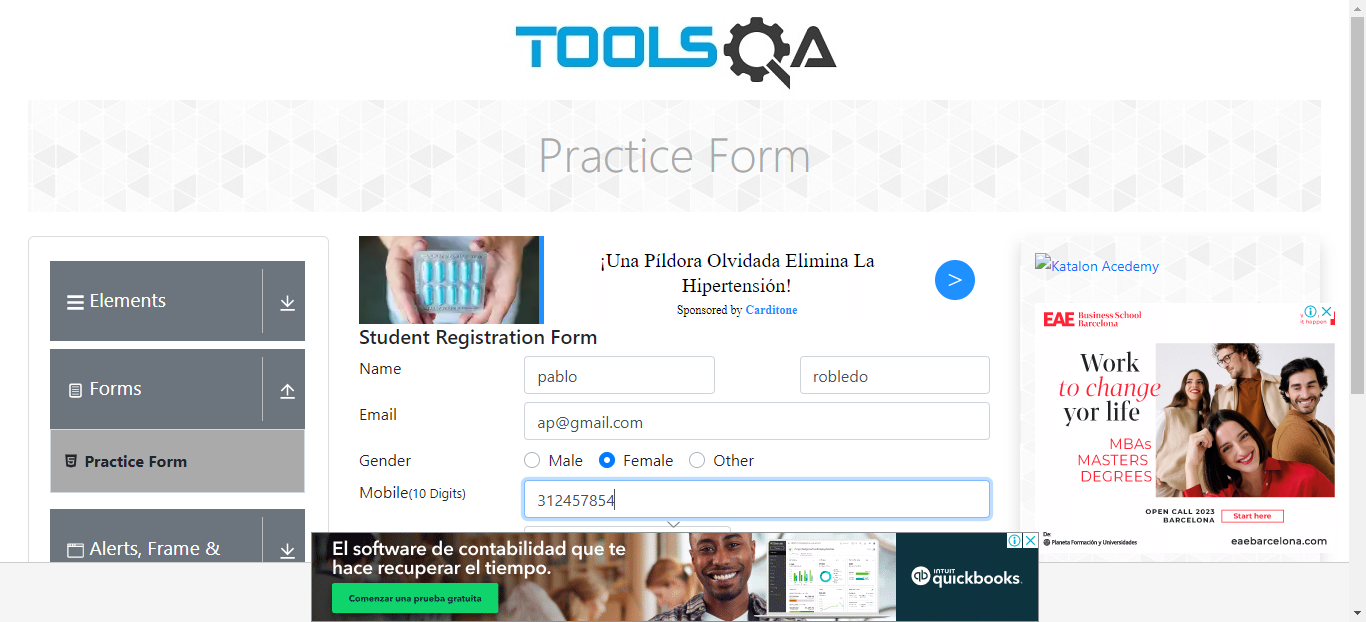 TOOLSQA
Practice Form
Elements
Forms
Practice Form
Alerts, Frame &
¡Una Píldora Olvidada Elimina La
Hipertensión!
Sponsored by Carditone
>
Student Registration Form
Name
pablo
robledo
Email
ap@gmail.com
Gender
Male
Female
Other
Mobile(10 Digits)
312457854
Katalon Acedemy
EAE Business School
Barcelona
it happen
Work
to change
yor life
MBAs
MASTERS
DEGREES
OPEN CALL 2023
BARCELONA
Start here
De:
Planeta Formación y Universidades
eaebarcelona.com
El software de contabilidad que te
hace recuperar el tiempo.
Comenzar una prueba gratuita
INTUIT
quickbooks.